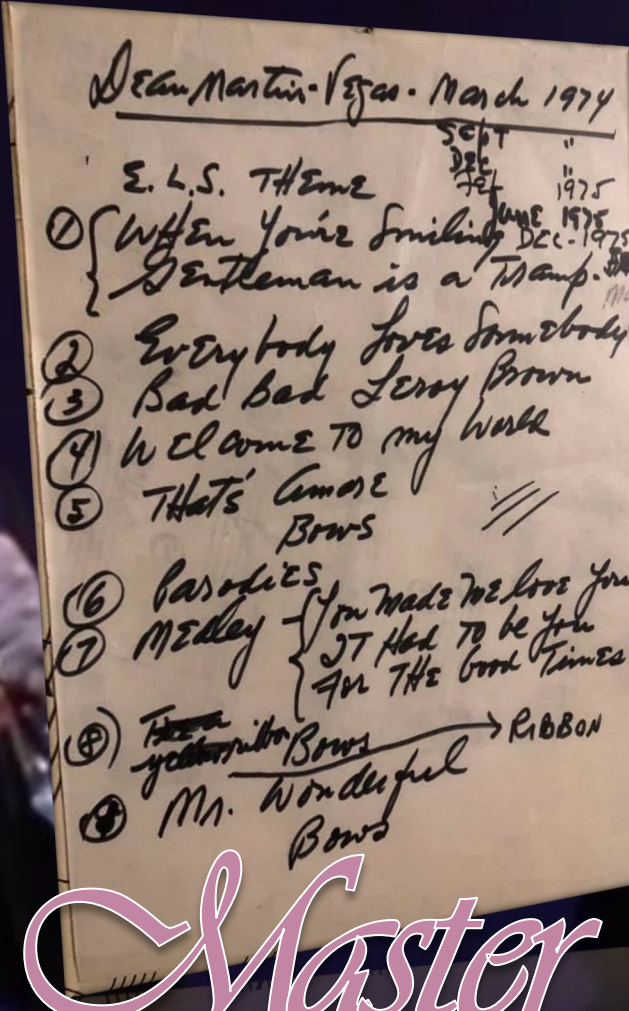 Dean Martin - Vegas - March 1974
SEPT "
DEC "
Feb 1975
E.L.S. THEME
JUNE 1975
① WHEN You're Smiling DEC - 1975
Gentleman is a Tramp.
② Everybody Loves Somebody
③ Bad Bad Leroy Brown
④ Welcome To my World
⑤ THAT'S Amore
Bows
⑥ Parodies
⑦ Medley - You MADE ME love You
IT HAD To be You
For THE Good Times
⑧ yellow ribbon Bows → RIBBON
⑨ Mr. Wonderful
Bows
Master